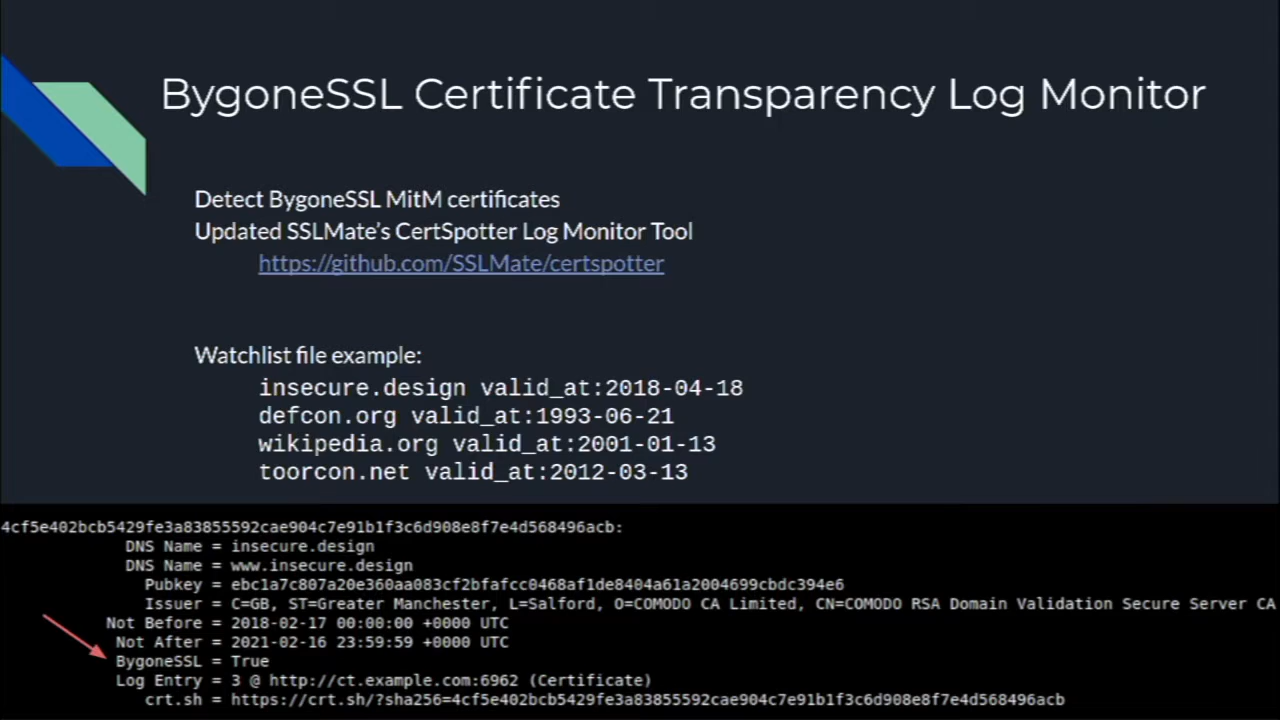 BygoneSSL Certificate Transparency Log Monitor
Detect BygoneSSL MitM certificates
Updated SSLMate's CertSpotter Log Monitor Tool
https://github.com/SSLMate/certspotter
Watchlist file example:
insecure.design valid_at:2018-04-18
defcon.org valid_at:1993-06-21
wikipedia.org valid_at:2001-01-13
toorcon.net valid_at:2012-03-13
4cf5e402bcb5429fe3a83855592cae904c7e91b1f3c6d908e8f7e4d568496acb:
DNS Name = insecure.design
DNS Name = www.insecure.design
Pubkey = ebc1a7c807a20e360aa083cf2bfafcc0468af1de8404a61a2004699cbdc394e6
Issuer = C=GB, ST=Greater Manchester, L=Salford, O=COMODO CA Limited, CN=COMODO RSA Domain Validation Secure Server CA
Not Before = 2018-02-17 00:00:00 +0000 UTC
Not After = 2021-02-16 23:59:59 +0000 UTC
BygoneSSL = True
Log Entry = 3 @ http://ct.example.com:6962 (Certificate)
crt.sh = https://crt.sh/?sha256=4cf5e402bcb5429fe3a83855592cae904c7e91b1f3c6d908e8f7e4d568496acb